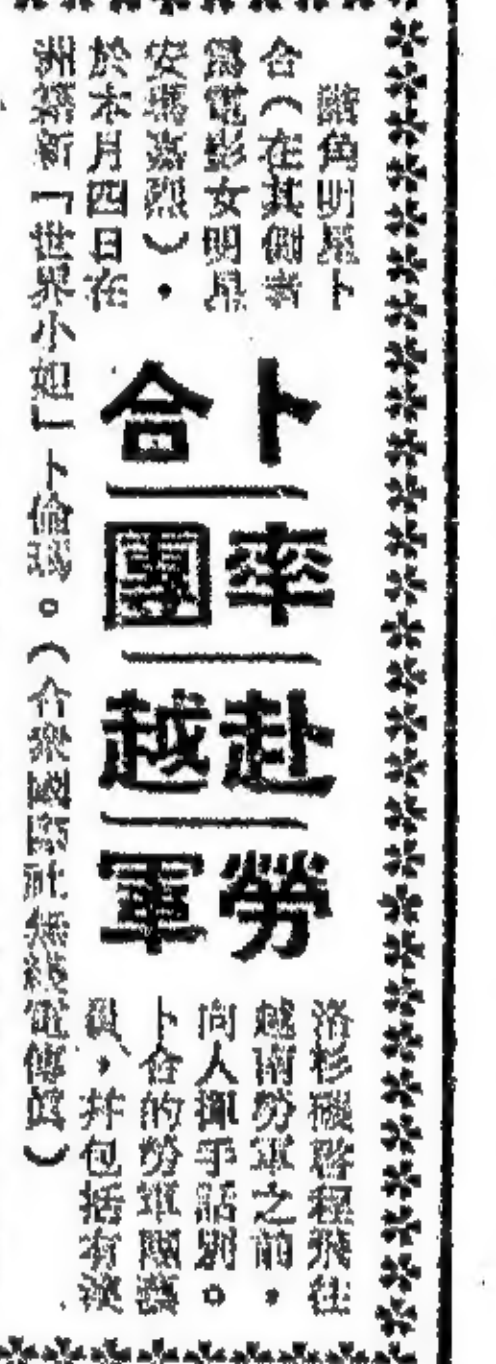 卜合
率團
赴越
勞軍
諧角明星卜
合(在其側者
爲電影女明星
安瑪嘉烈),
於本月四日在
洛杉磯啓程飛往
越南勞軍之前,
向人揮手話別。
卜合的勞軍團演
員,并包括有澳
洲籍新「世界小姐」卜倫瑪。(合衆國際社無綫電傳眞)